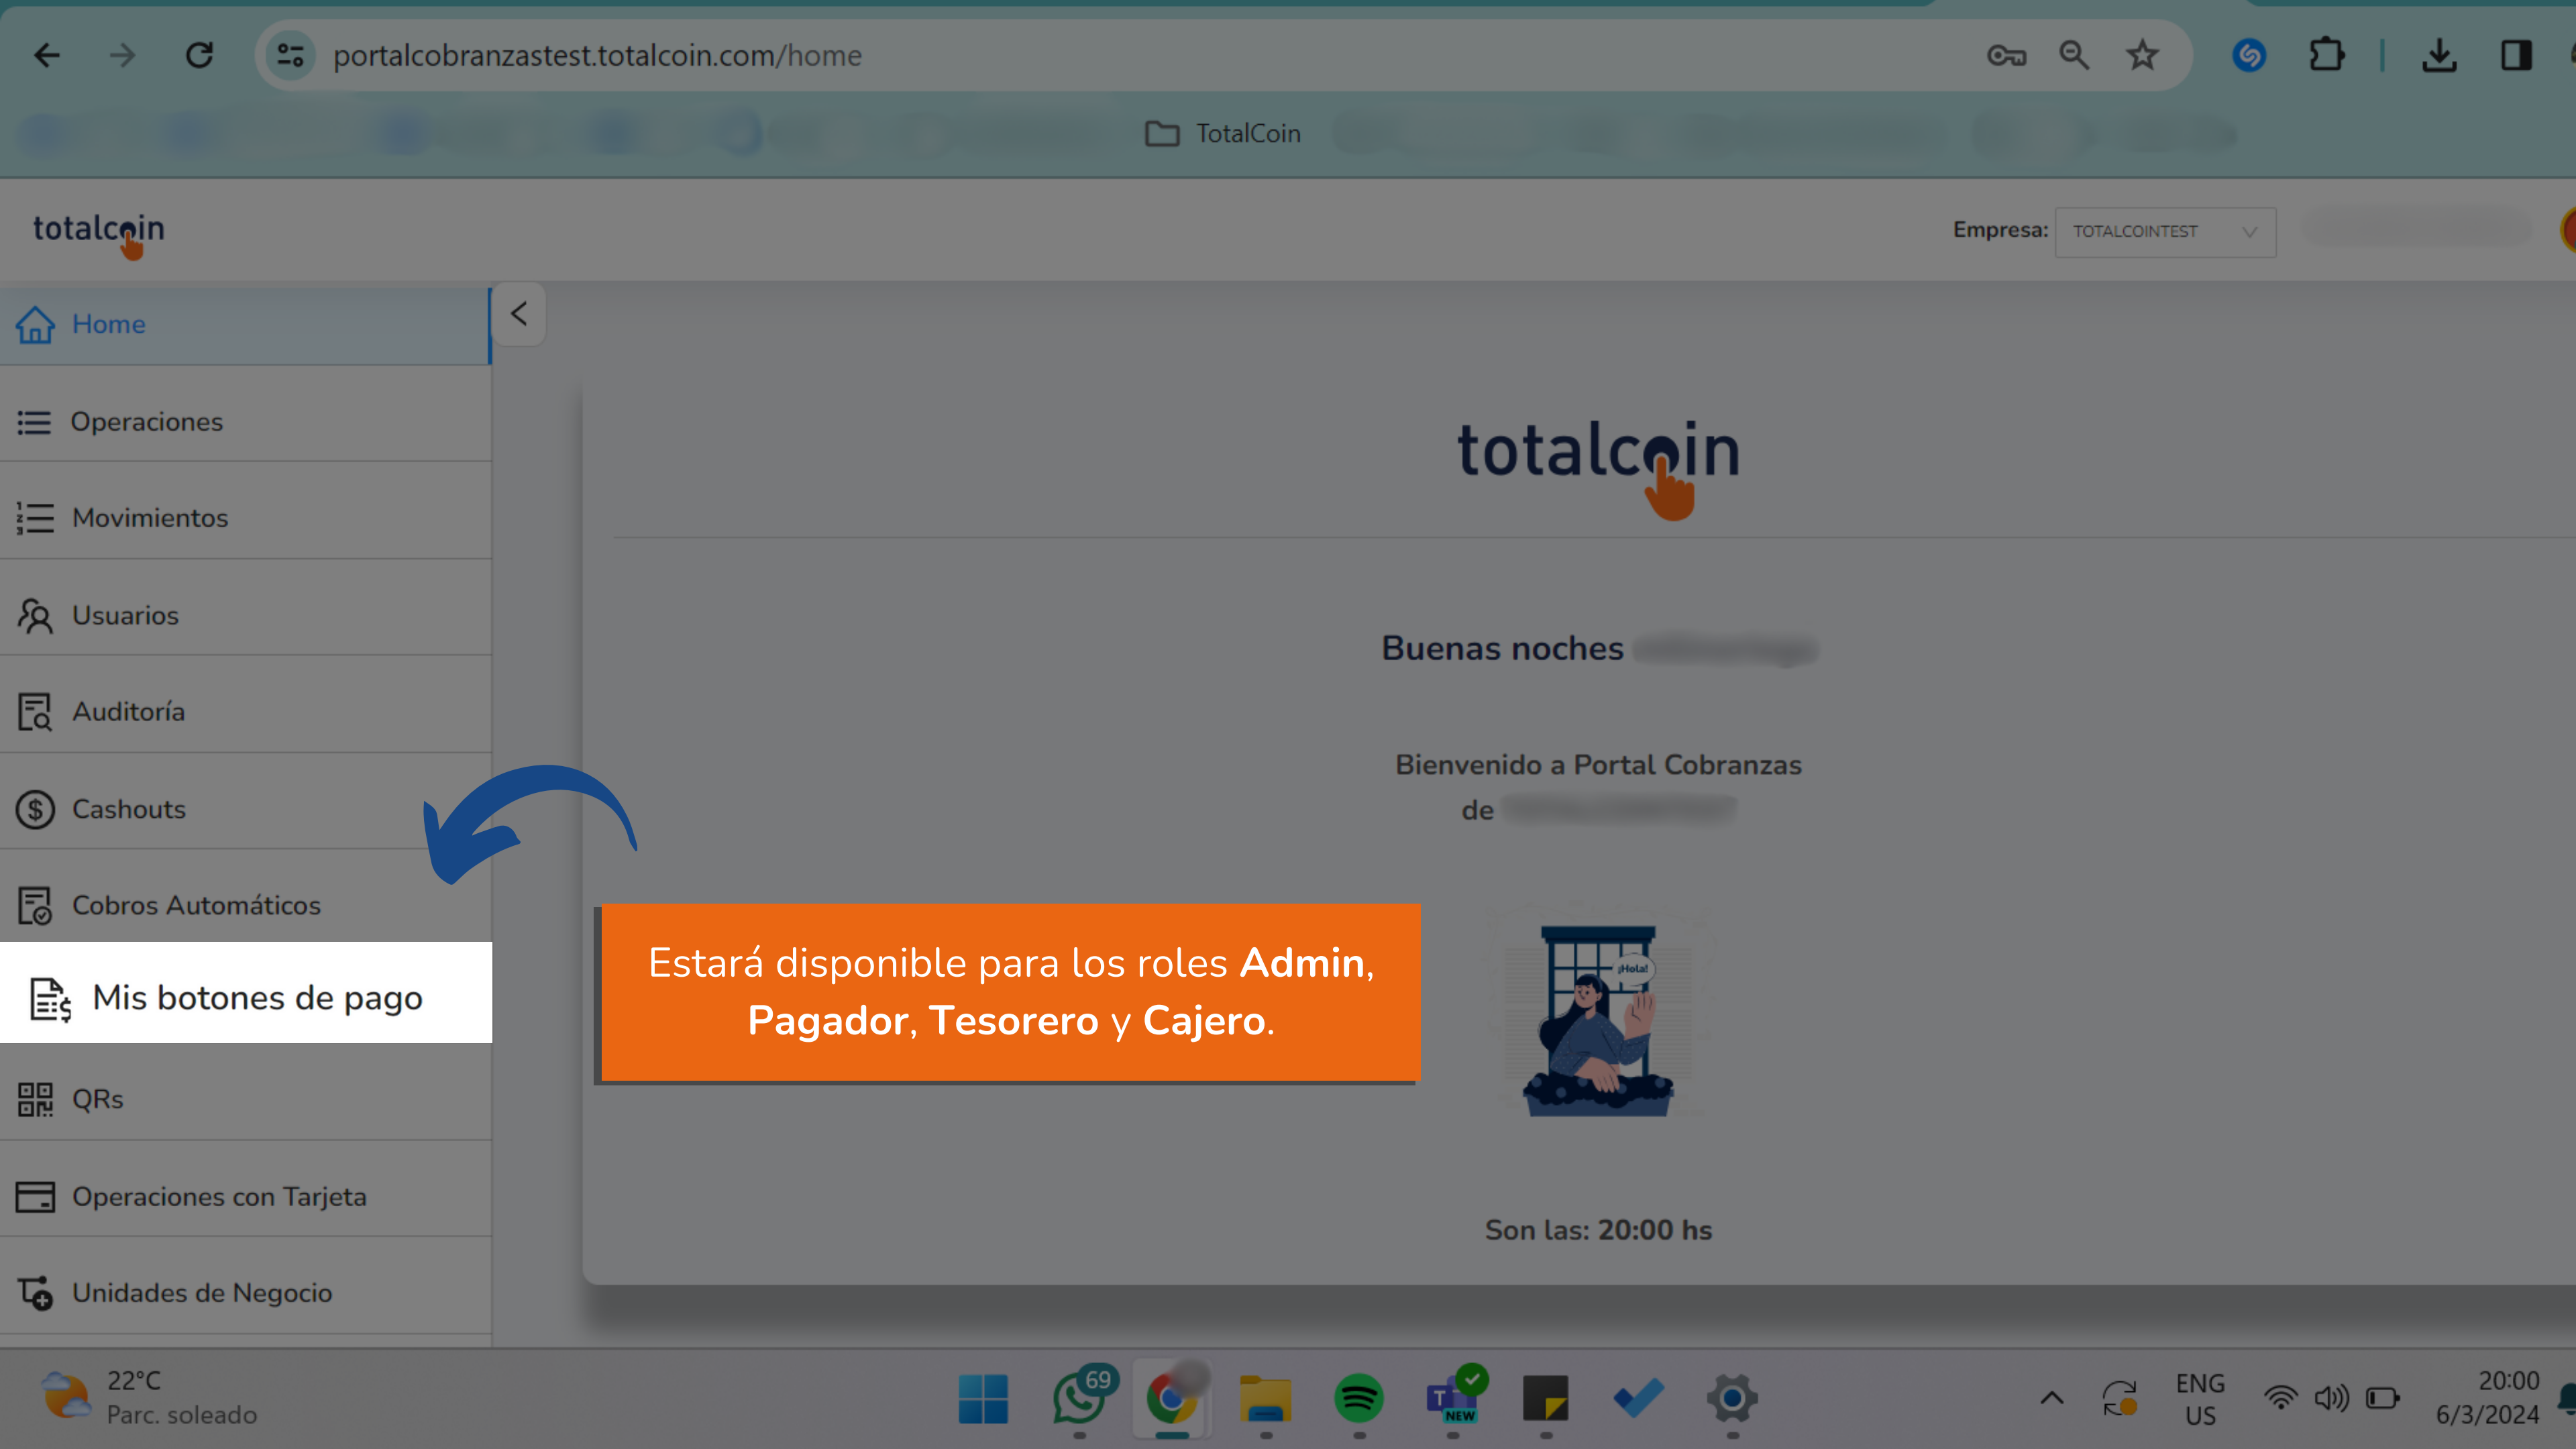 portalcobranzastest.totalcoin.com/home
TotalCoin
totalcoin
Empresa: TOTALCOINTEST
Home
Operaciones
Movimientos
Usuarios
Auditoría
Cashouts
Cobros Automáticos
Mis botones de pago
QRs
Operaciones con Tarjeta
Unidades de Negocio
totalcoin
Buenas noches
Bienvenido a Portal Cobranzas
de
¡Hola!
Estará disponible para los roles Admin,
Pagador, Tesorero y Cajero.
Son las: 20:00 hs
22°C
Parc. soleado
69
T
NEW
ENG
US
20:00
6/3/2024